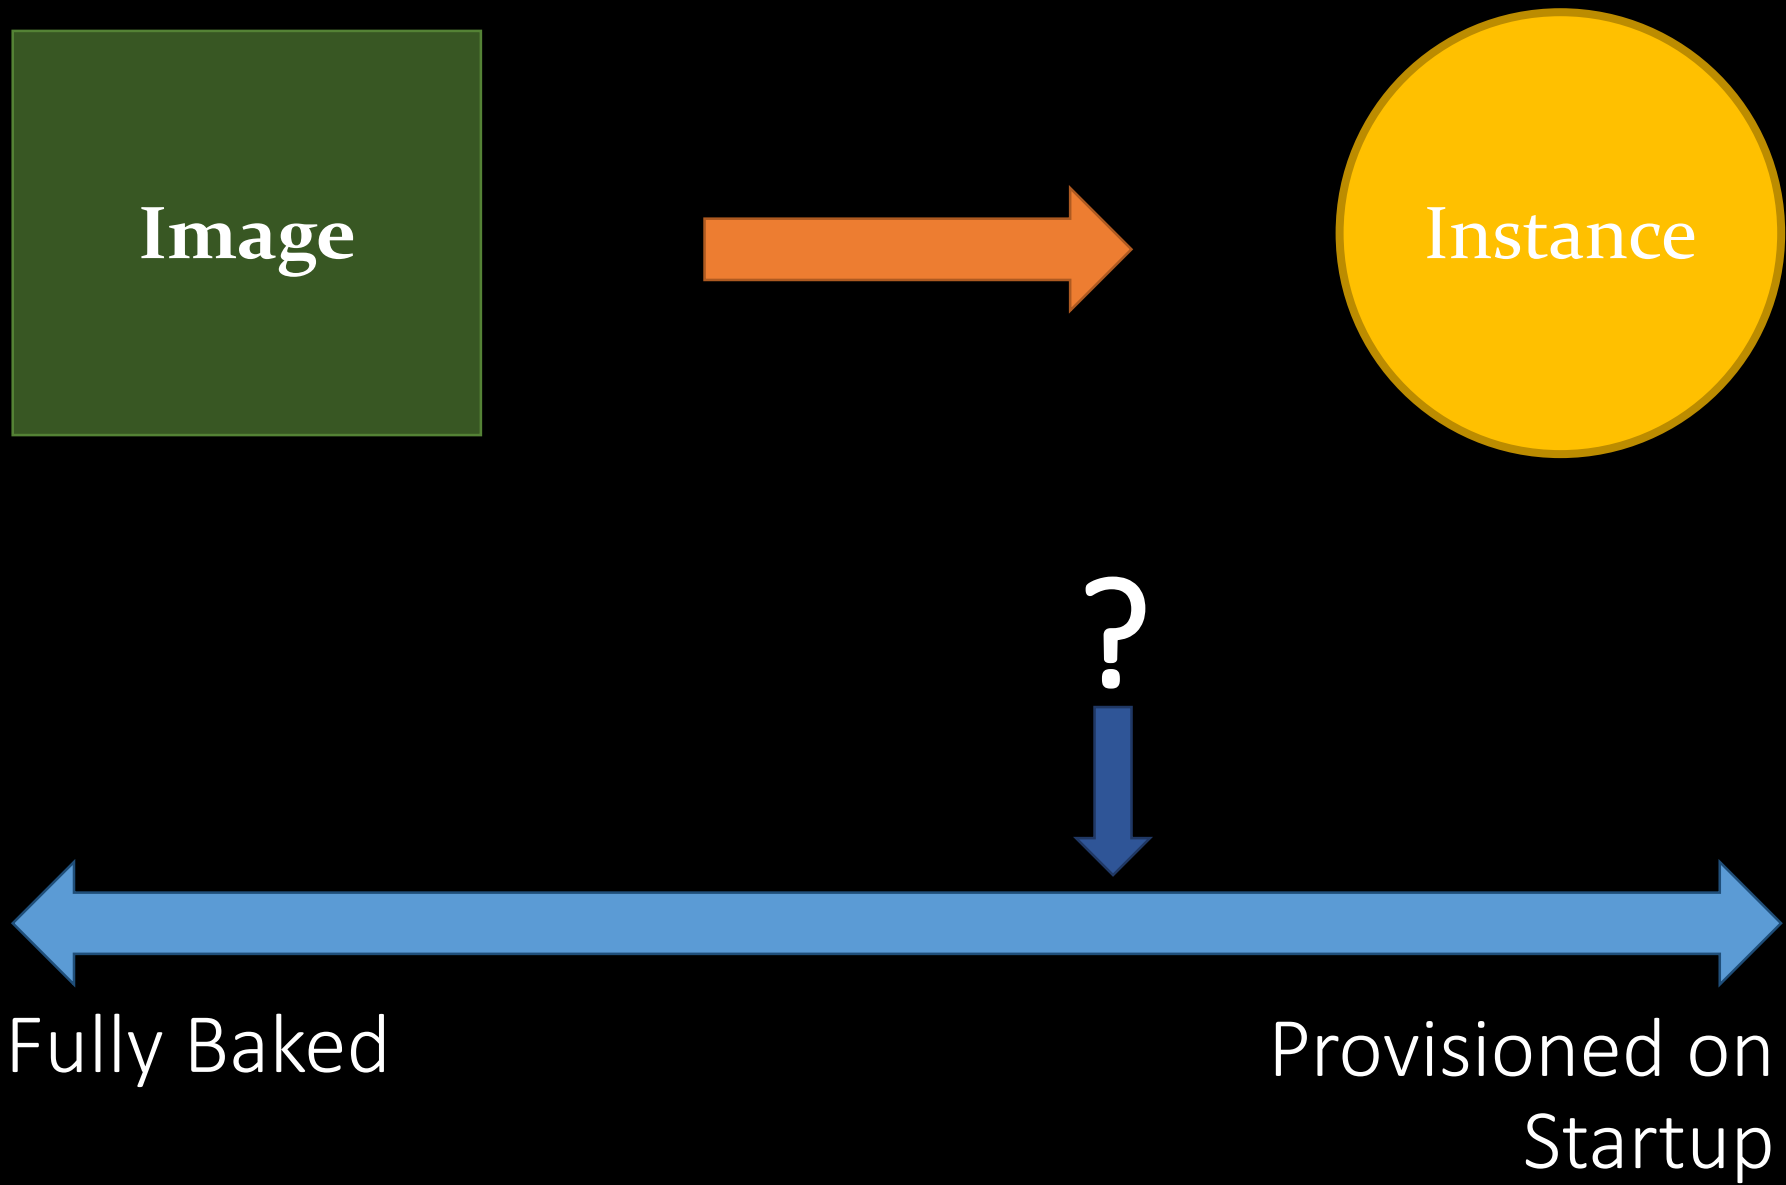 Image
Instance
?
Fully Baked
Provisioned on
Startup